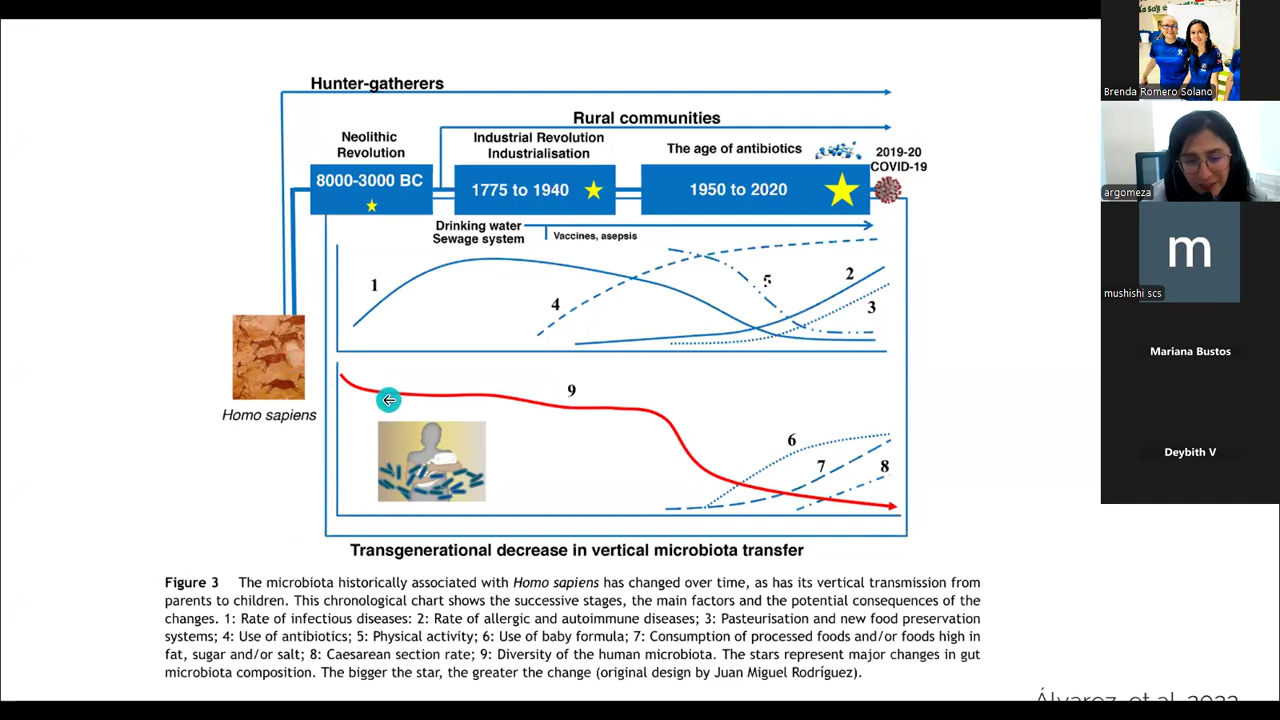 Hunter-gatherers
Rural communities
Neolithic
Revolution
Industrial Revolution
Industrialisation
The age of antibiotics
2019-20
COVID-19
8000-3000 BC
1775 to 1940
1950 to 2020
Drinking water
Sewage system
Vaccines, asepsis
1
4
5
2
3
Homo sapiens
9
6
7
8
Transgenerational decrease in vertical microbiota transfer
Figure 3 The microbiota historically associated with Homo sapiens has changed over time, as has its vertical transmission from
parents to children. This chronological chart shows the successive stages, the main factors and the potential consequences of the
changes. 1: Rate of infectious diseases: 2: Rate of allergic and autoimmune diseases; 3: Pasteurisation and new food preservation
systems; 4: Use of antibiotics; 5: Physical activity; 6: Use of baby formula; 7: Consumption of processed foods and/or foods high in
fat, sugar and/or salt; 8: Caesarean section rate; 9: Diversity of the human microbiota. The stars represent major changes in gut
microbiota composition. The bigger the star, the greater the change (original design by Juan Miguel Rodríguez).
Álvarez, et al
Brenda Romero Solano
argomeza
m
mushishi scs
Mariana Bustos
Deybith V